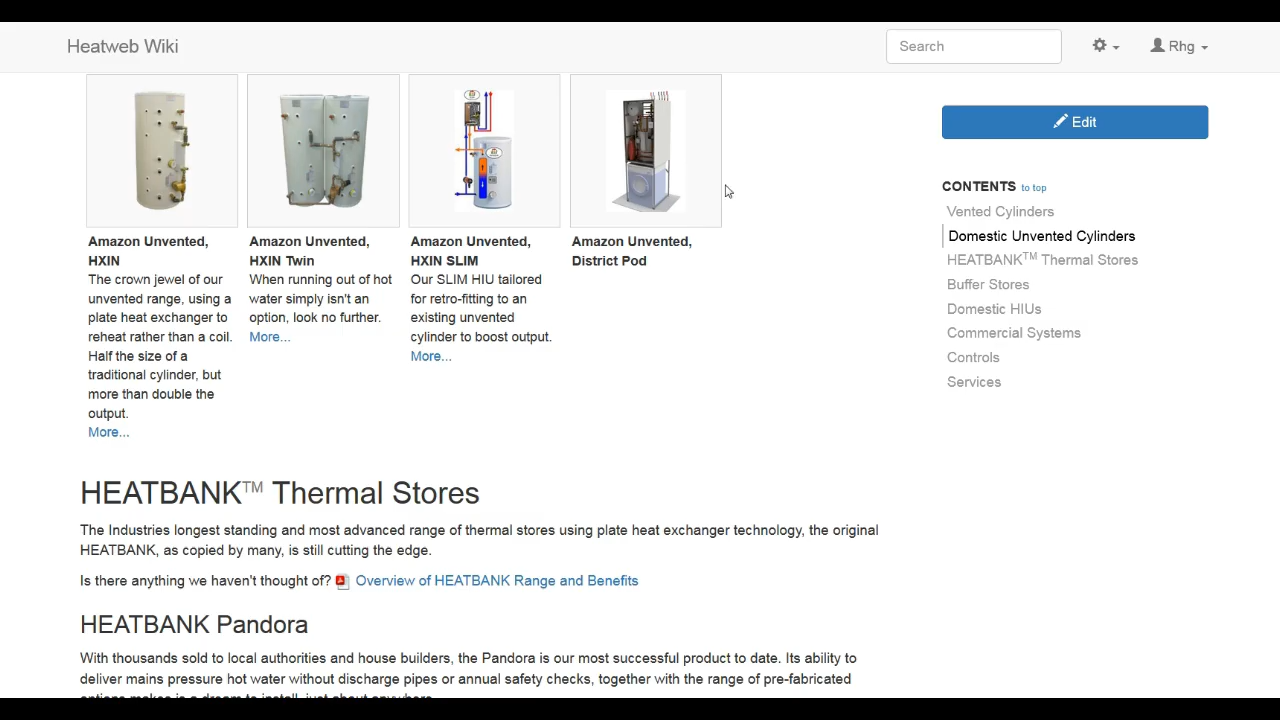 Heatweb Wiki
Search
Rhg
Edit
CONTENTS to top
Vented Cylinders
Domestic Unvented Cylinders
HEATBANK™ Thermal Stores
Buffer Stores
Domestic HIUs
Commercial Systems
Controls
Services
Amazon Unvented,
HXIN
The crown jewel of our
unvented range, using a
plate heat exchanger to
reheat rather than a coil.
Half the size of a
traditional cylinder, but
more than double the
output.
More...
Amazon Unvented,
HXIN Twin
When running out of hot
water simply isn't an
option, look no further.
More...
Amazon Unvented,
HXIN SLIM
Our SLIM HIU tailored
for retro-fitting to an
existing unvented
cylinder to boost output.
More...
Amazon Unvented,
District Pod
HEATBANK™ Thermal Stores
The Industries longest standing and most advanced range of thermal stores using plate heat exchanger technology, the original
HEATBANK, as copied by many, is still cutting the edge.
Is there anything we haven't thought of? Overview of HEATBANK Range and Benefits
HEATBANK Pandora
With thousands sold to local authorities and house builders, the Pandora is our most successful product to date. Its ability to
deliver mains pressure hot water without discharge pipes or annual safety checks, together with the range of pre-fabricated
options makes is a dream to install, just about anywhere.